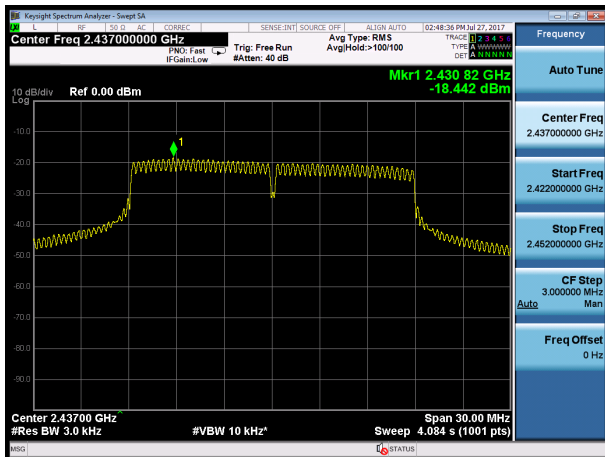 Keysight Spectrum Analyzer - Swept SA
L RF 50 Ω AC CORREC SENSE:INT SOURCE OFF ALIGN AUTO 02:48:36 PM Jul 27, 2017
Center Freq 2.437000000 GHz
PNO: Fast
IFGain:Low
Trig: Free Run
#Atten: 40 dB
Avg Type: RMS
Avg|Hold:>100/100
TRACE 1 2 3 4 5 6
TYPE A WWWWW
DET A N N N N N
Mkr1 2.430 82 GHz
-18.442 dBm
10 dB/div Ref 0.00 dBm
Log
1
-10.0
-20.0
-30.0
-40.0
-50.0
-60.0
-70.0
-80.0
-90.0
Center 2.43700 GHz Span 30.00 MHz
#Res BW 3.0 kHz #VBW 10 kHz* Sweep 4.084 s (1001 pts)
MSG STATUS
Frequency
Auto Tune
Center Freq
2.437000000 GHz
Start Freq
2.422000000 GHz
Stop Freq
2.452000000 GHz
CF Step
3.000000 MHz
Auto Man
Freq Offset
0 Hz